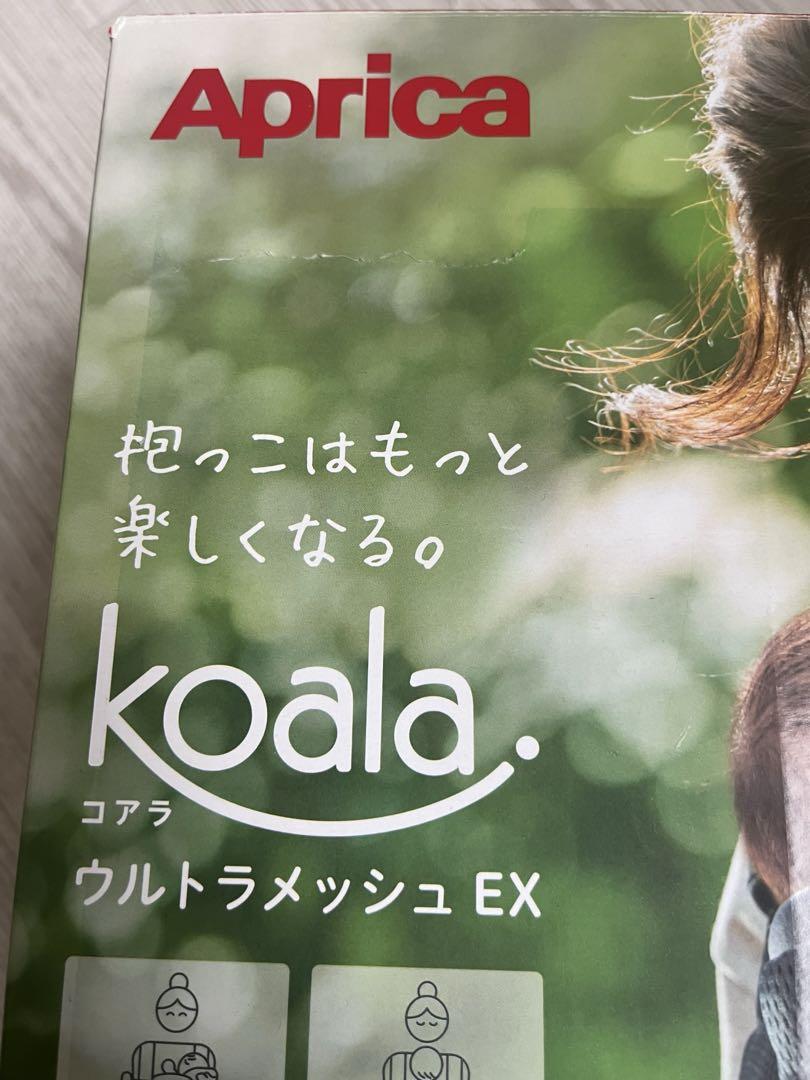 Aprica
抱っこはもっと
楽しくなる。
koala.
コアラ
ウルトラメッシュ EX